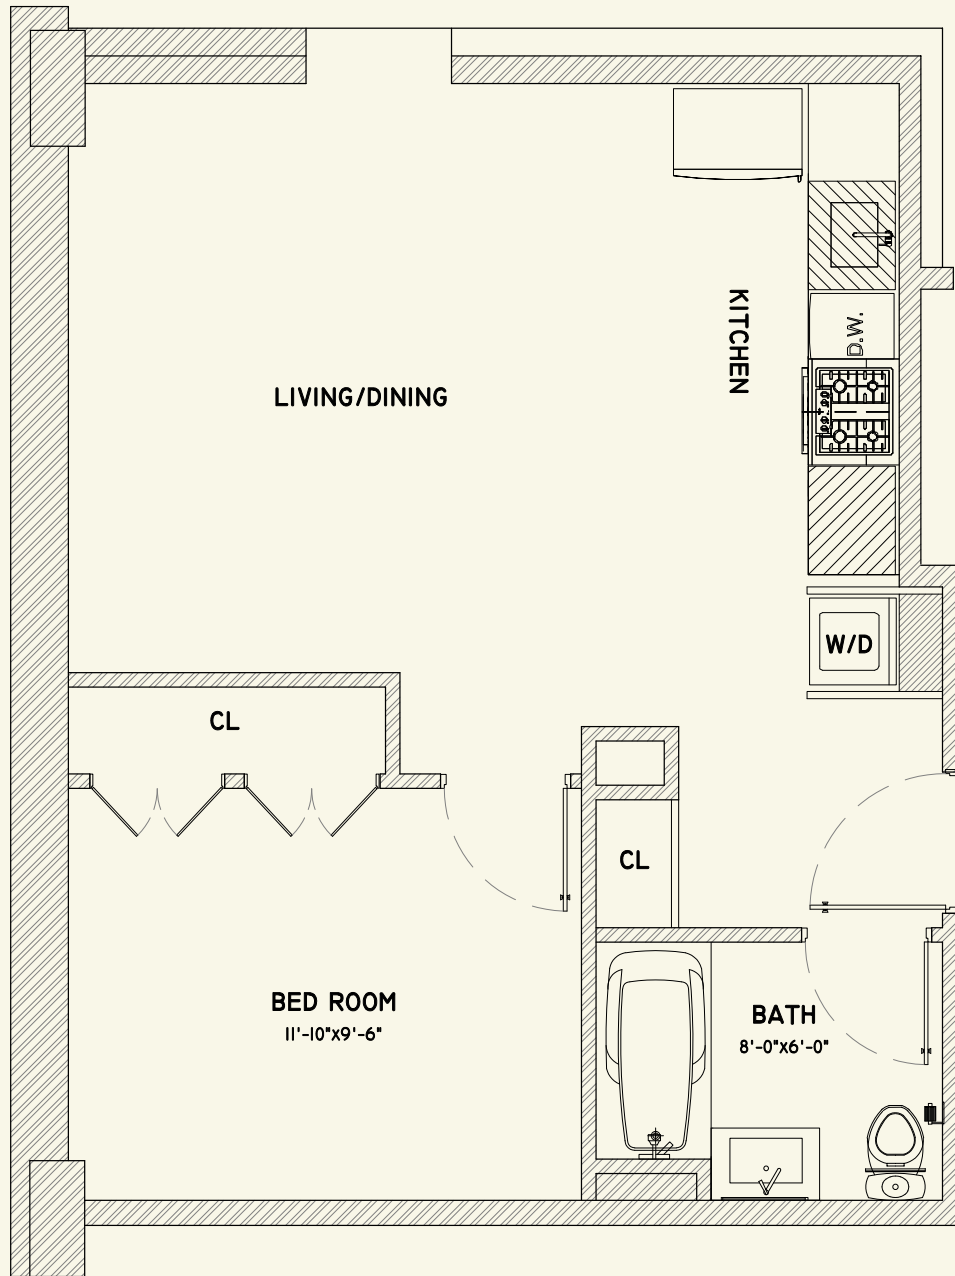 KITCHEN
D.W.
LIVING/DINING
W/D
CL
CL
BED ROOM
11'-10"X9'-6"
BATH
8'-0"X6'-0"